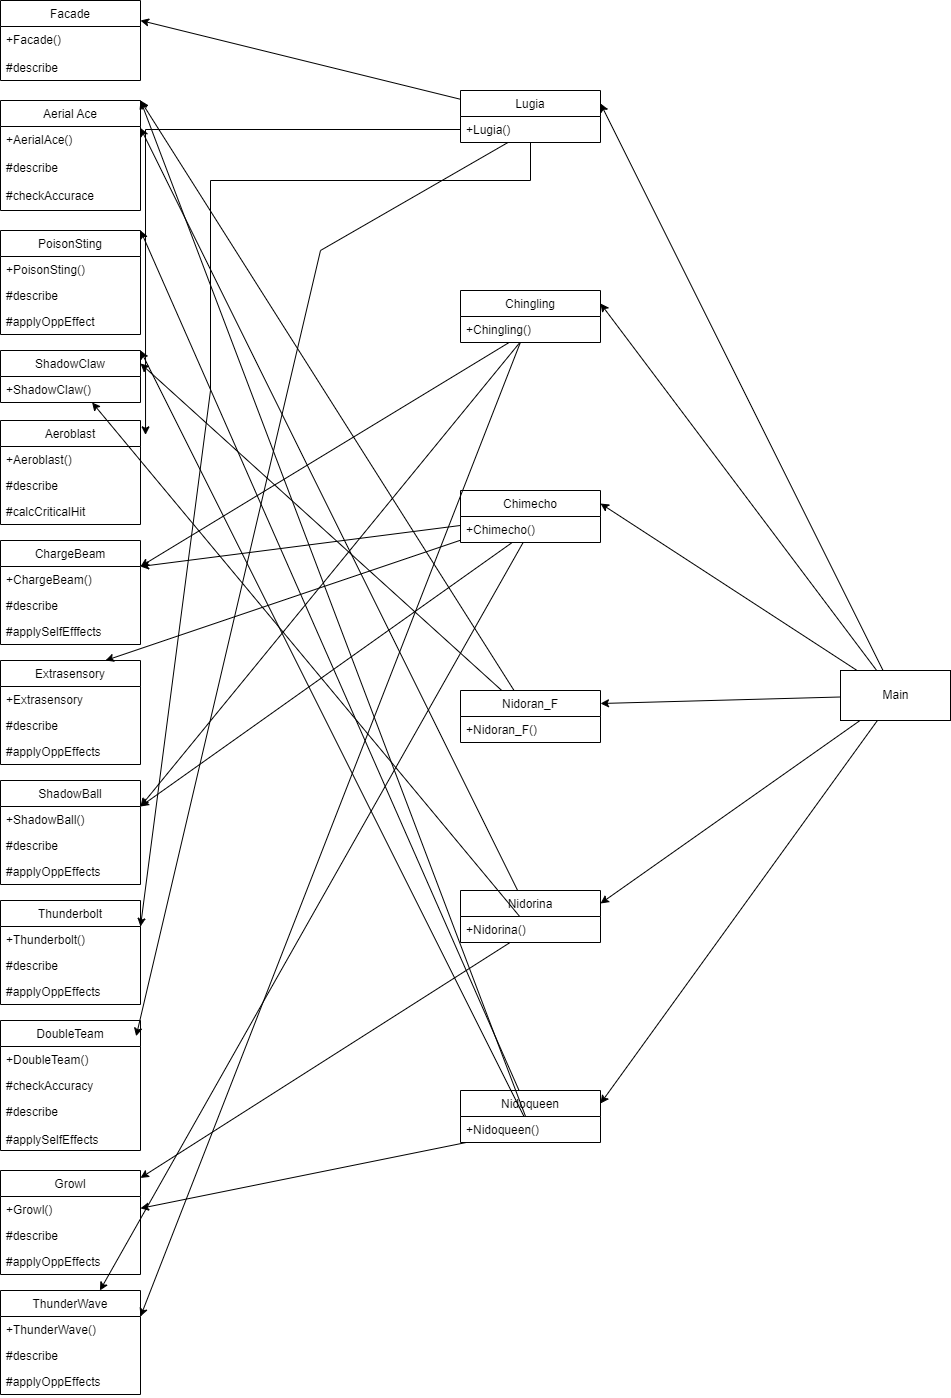 Facade
+Facade()
#describe
Aerial Ace
+AerialAce()
#describe
#checkAccurace
PoisonSting
+PoisonSting()
#describe
#applyOppEffect
ShadowClaw
+ShadowClaw()
Aeroblast
+Aeroblast()
#describe
#calcCriticalHit
ChargeBeam
+ChargeBeam()
#describe
#applySelfEfffects
Extrasensory
+Extrasensory
#describe
#applyOppEffects
ShadowBall
+ShadowBall()
#describe
#applyOppEffects
Thunderbolt
+Thunderbolt()
#describe
#applyOppEffects
DoubleTeam
+DoubleTeam()
#checkAccuracy
#describe
#applySelfEffects
Growl
+Growl()
#describe
#applyOppEffects
ThunderWave
+ThunderWave()
#describe
#applyOppEffects
Lugia
+Lugia()
Chingling
+Chingling()
Chimecho
+Chimecho()
Nidoran_F
+Nidoran_F()
Nidorina
+Nidorina()
Nidoqueen
+Nidoqueen()
Main